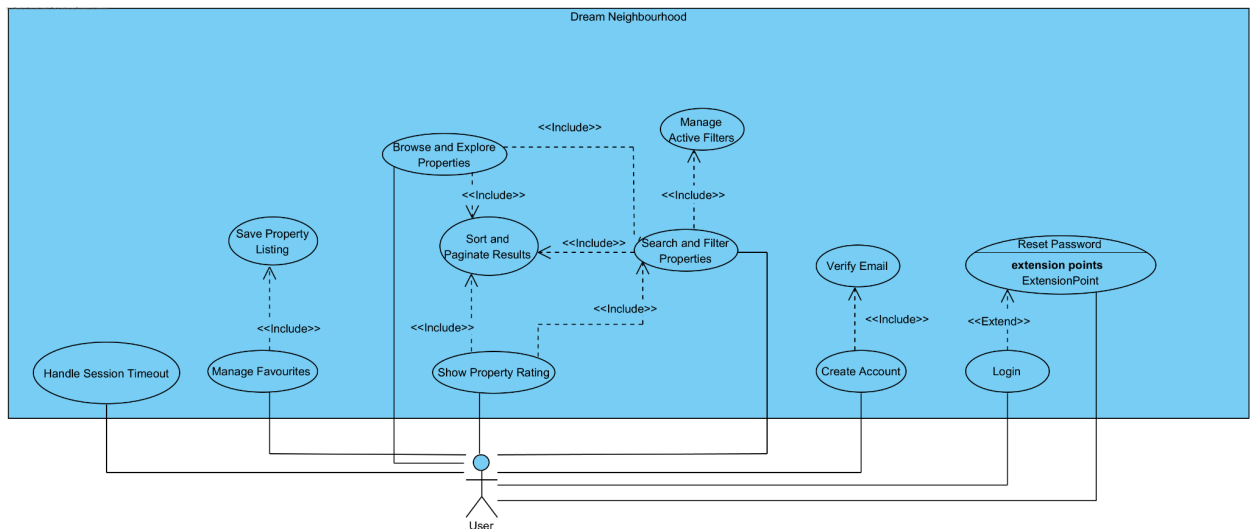 Dream Neighbourhood
Manage
Active Filters
<<Include>>
Browse and Explore
Properties
<<Include>>
<<Include>>
Save Property
Listing
Sort and
Paginate Results
<<Include>>
Search and Filter
Properties
Verify Email
Reset Password
extension points
ExtensionPoint
<<Include>>
<<Include>>
<<Include>>
<<Include>>
<<Extend>>
Handle Session Timeout
Manage Favourites
Show Property Rating
Create Account
Login
User